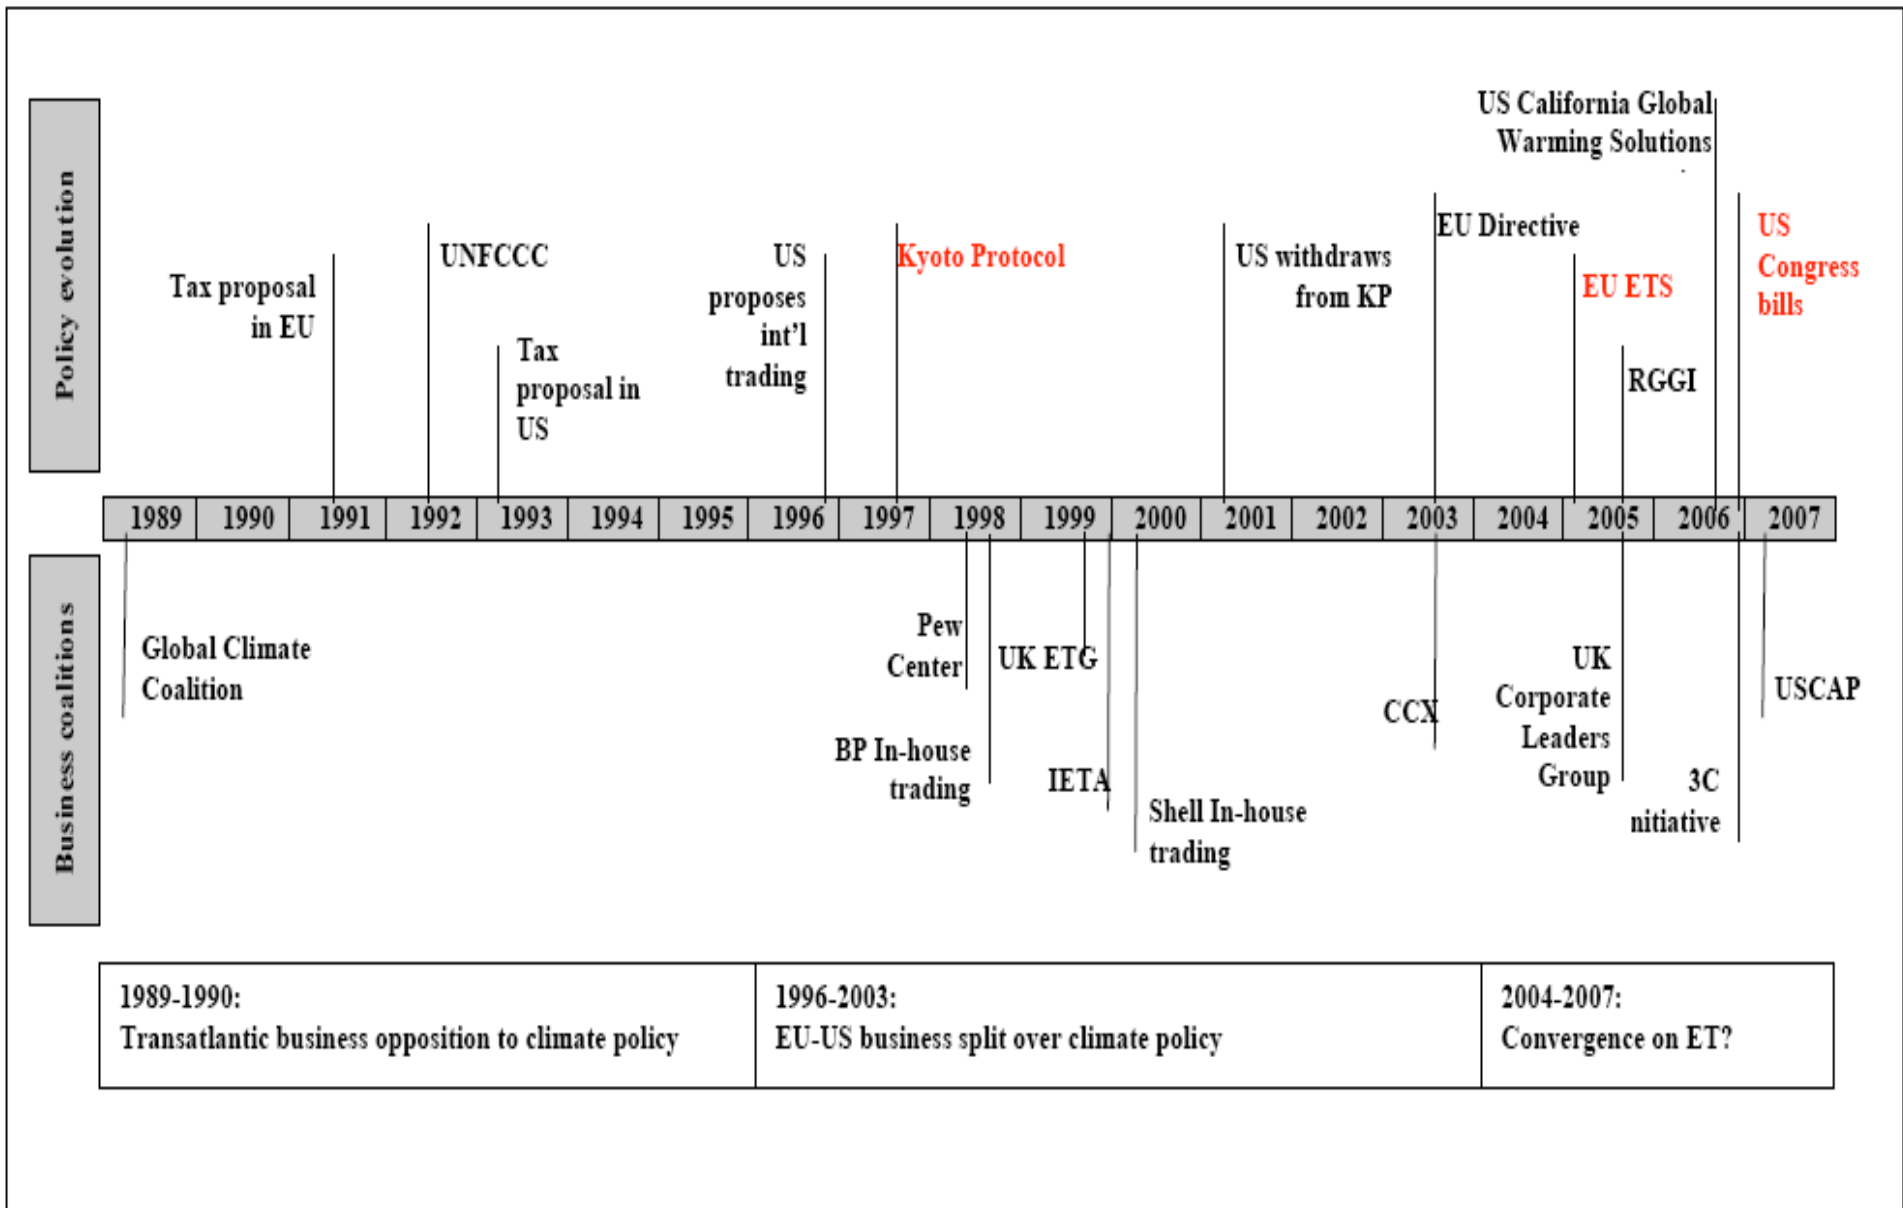 Policy evolution
US California Global
Warming Solutions
Tax proposal
in EU
UNFCCC
Tax
proposal in
US
US
proposes
int'l
trading
Kyoto Protocol
US withdraws
from KP
EU Directive
EU ETS
RGGI
US
Congress
bills
1989 1990 1991 1992 1993 1994 1995 1996 1997 1998 1999 2000 2001 2002 2003 2004 2005 2006 2007
Business coalitions
Global Climate
Coalition
Pew
Center
BP In-house
trading
UK ETG
IETA
Shell In-house
trading
CCX
UK
Corporate
Leaders
Group
3C
nitiative
USCAP
1989-1990:
Transatlantic business opposition to climate policy
1996-2003:
EU-US business split over climate policy
2004-2007:
Convergence on ET?